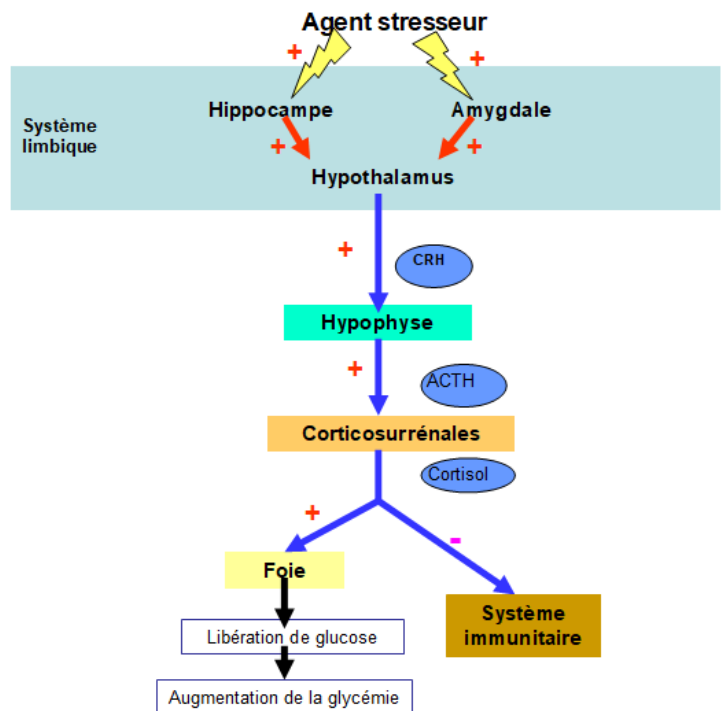 Agent stresseur
+
+
Hippocampe
Amygdale
Système
limbique
+
+
Hypothalamus
+
CRH
Hypophyse
+
ACTH
Corticosurrénales
Cortisol
+
-
Foie
Système
immunitaire
Libération de glucose
Augmentation de la glycémie